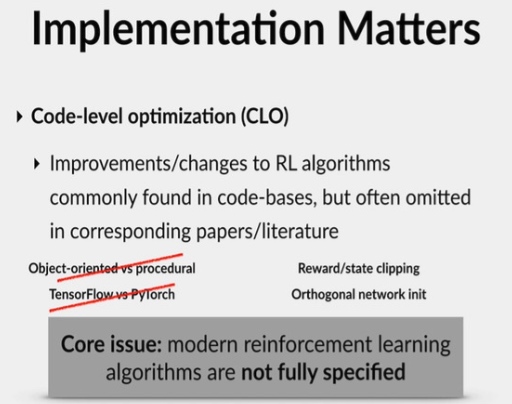 Implementation Matters
Code-level optimization (CLO)
Improvements/changes to RL algorithms
commonly found in code-bases, but often omitted
in corresponding papers/literature
Object-oriented vs procedural
Reward/state clipping
TensorFlow vs PyTorch
Orthogonal network init
Core issue: modern reinforcement learning
algorithms are not fully specified